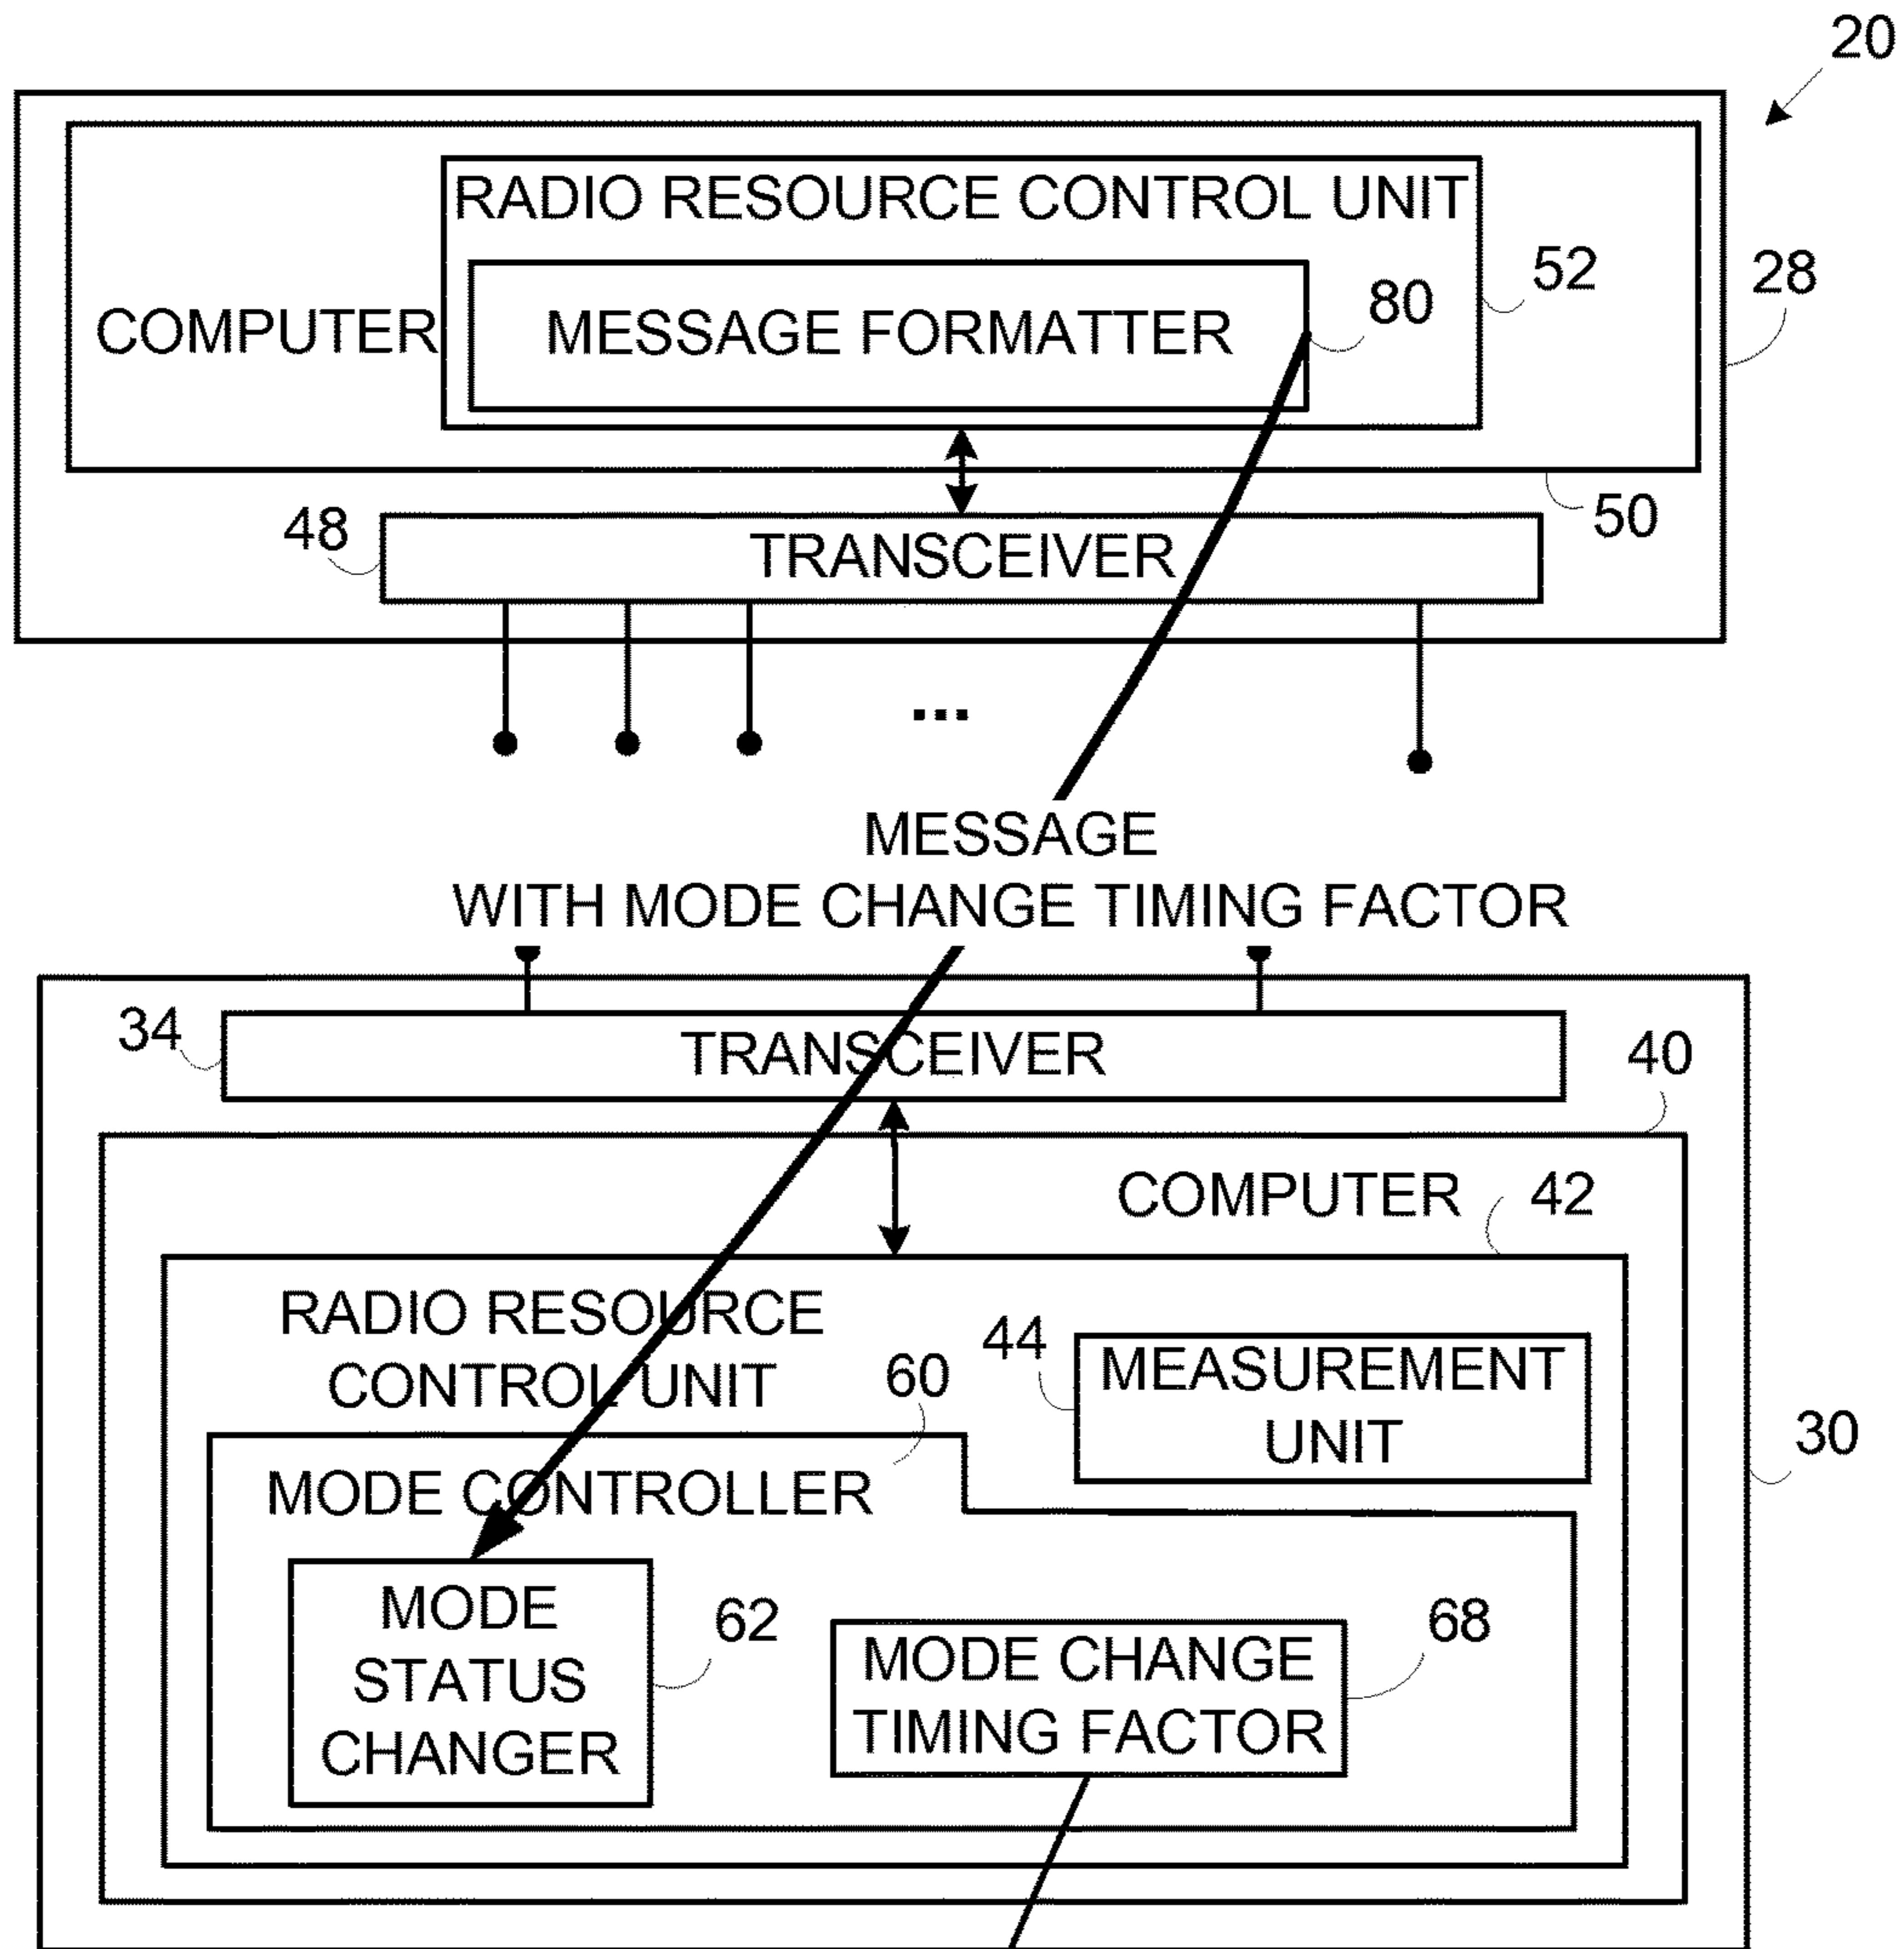 20
RADIO RESOURCE CONTROL UNIT
52
28
COMPUTER
MESSAGE FORMATTER
80
50
48
TRANSCEIVER
...
MESSAGE
WITH MODE CHANGE TIMING FACTOR
34
TRANSCEIVER
40
COMPUTER
42
RADIO RESOURCE
CONTROL UNIT
44
MEASUREMENT
UNIT
60
30
MODE CONTROLLER
MODE
STATUS
CHANGER
62
MODE CHANGE
TIMING FACTOR
68